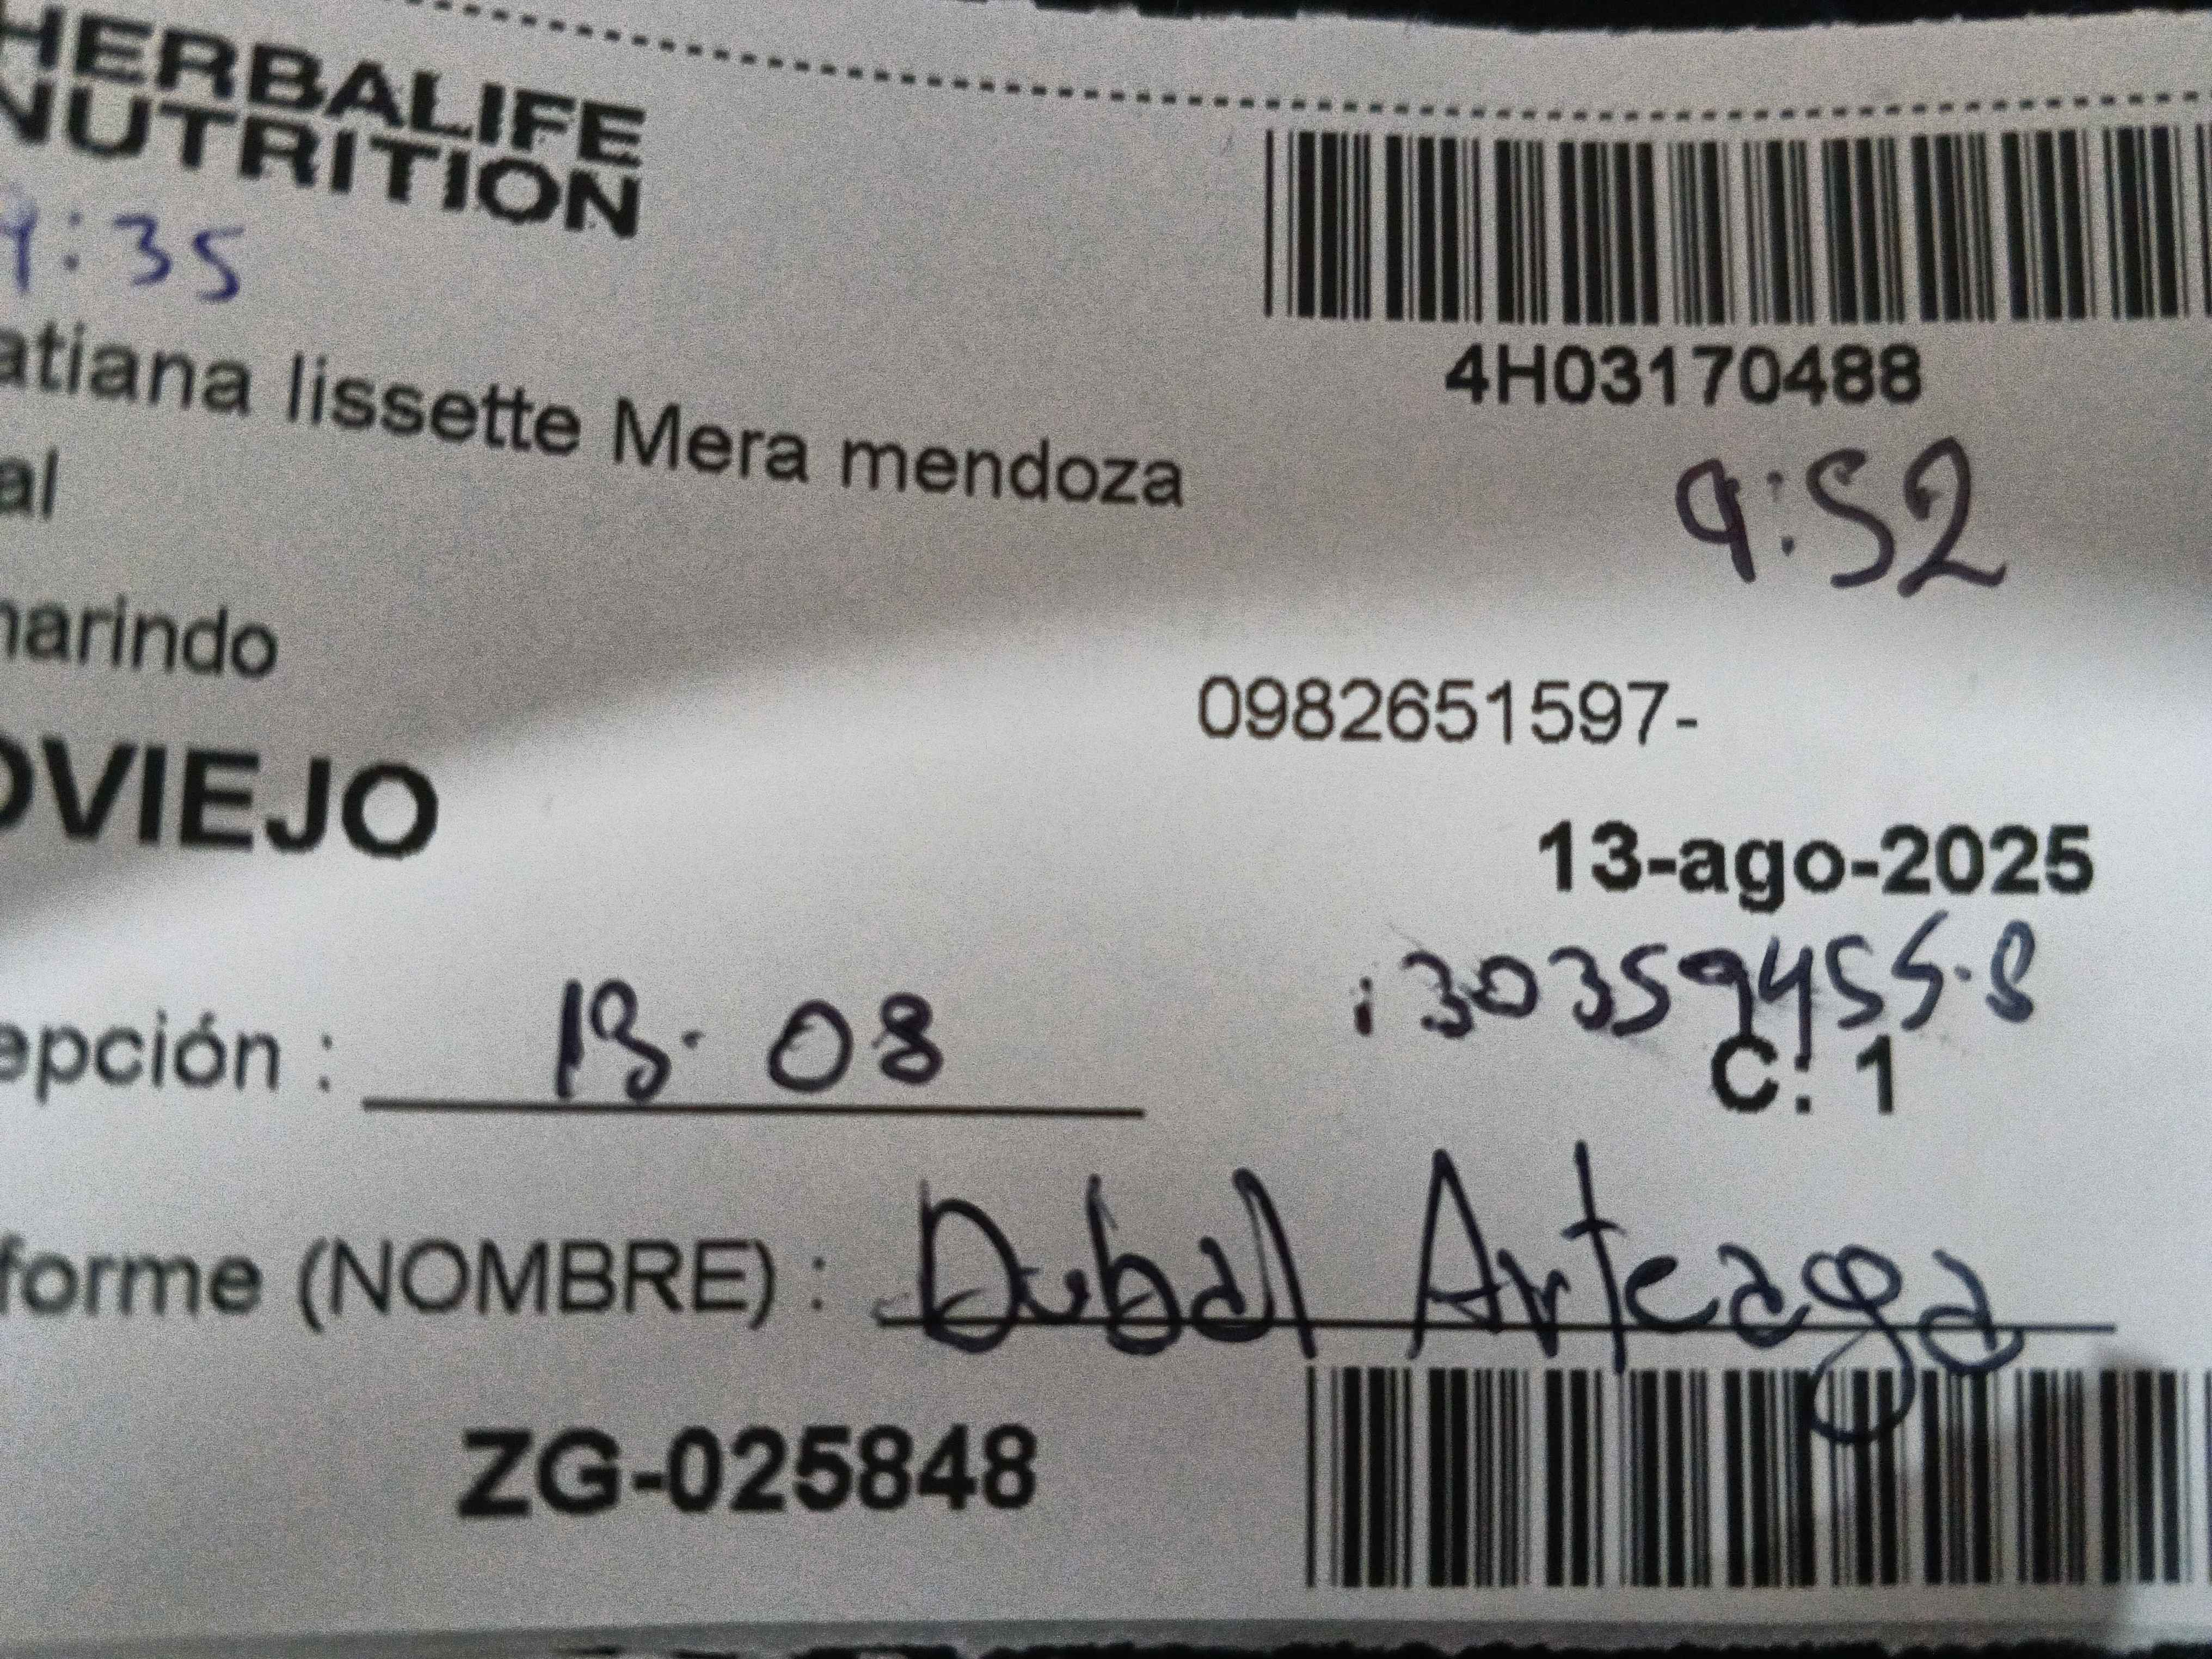 HERBALIFE
NUTRITION
:35
4H03170488
atiana lissette Mera mendoza
9:52
al
marindo
0982651597-
OVIEJO
13-ago-2025
130359455-8
epción : 13-08
C: 1
forme (NOMBRE) : Dubal Arteaga
ZG-025848